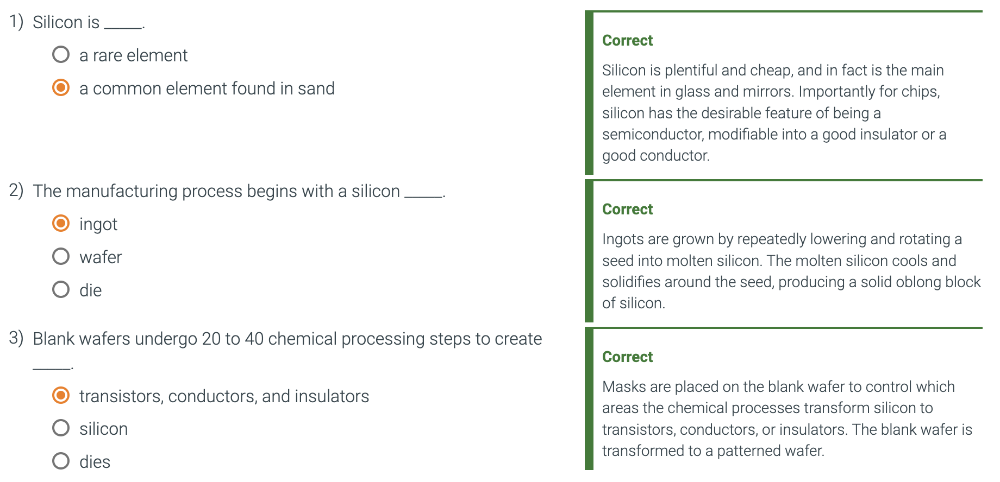 1) Silicon is _____.
a rare element
a common element found in sand
Correct
Silicon is plentiful and cheap, and in fact is the main
element in glass and mirrors. Importantly for chips,
silicon has the desirable feature of being a
semiconductor, modifiable into a good insulator or a
good conductor.
2) The manufacturing process begins with a silicon _____.
ingot
wafer
die
Correct
Ingots are grown by repeatedly lowering and rotating a
seed into molten silicon. The molten silicon cools and
solidifies around the seed, producing a solid oblong block
of silicon.
3) Blank wafers undergo 20 to 40 chemical processing steps to create
_____.
transistors, conductors, and insulators
silicon
dies
Correct
Masks are placed on the blank wafer to control which
areas the chemical processes transform silicon to
transistors, conductors, or insulators. The blank wafer is
transformed to a patterned wafer.